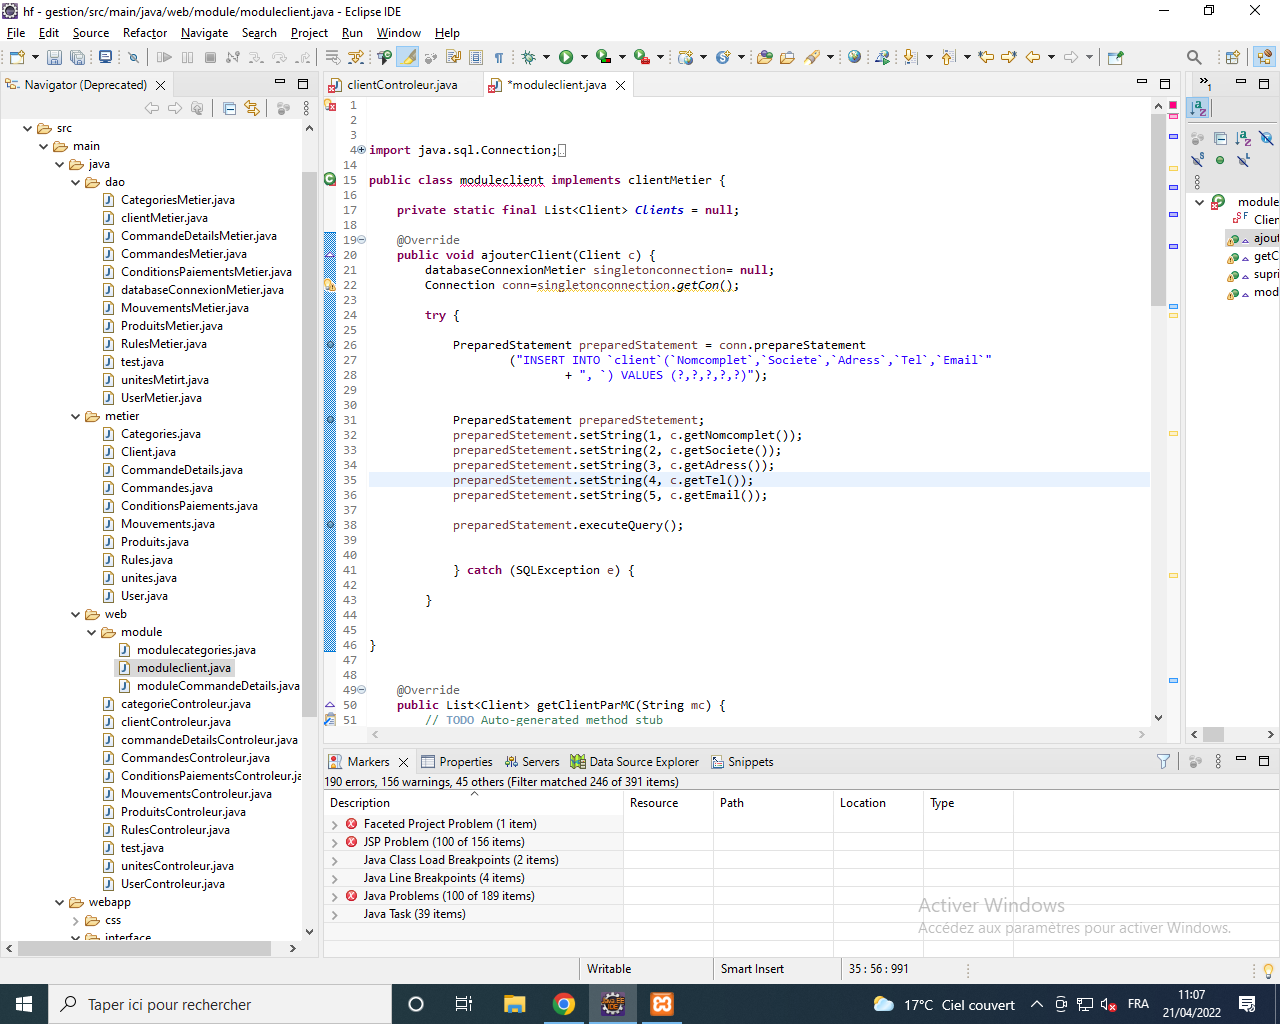 hf - gestion/src/main/java/web/module/moduleclient.java - Eclipse IDE
File Edit Source Refactor Navigate Search Project Run Window Help
Navigator (Deprecated)
src
main
java
dao
CategoriesMetier.java
clientMetier.java
CommandeDetailsMetier.java
CommandesMetier.java
ConditionsPaiementsMetier.java
databaseConnexionMetier.java
MouvementsMetier.java
ProduitsMetier.java
RulesMetier.java
test.java
unitesMetirt.java
UserMetier.java
metier
Categories.java
Client.java
CommandeDetails.java
Commandes.java
ConditionsPaiements.java
Mouvements.java
Produits.java
Rules.java
unites.java
User.java
web
module
modulecategories.java
moduleclient.java
moduleCommandeDetails.java
categorieControleur.java
clientControleur.java
commandeDetailsControleur.java
CommandesControleur.java
ConditionsPaiementsControleur.ja
MouvementsControleur.java
ProduitsControleur.java
RulesControleur.java
test.java
unitesControleur.java
UserControleur.java
webapp
css
interface
clientControleur.java *moduleclient.java
1
2
3
4 import java.sql.Connection;
14
15 public class moduleclient implements clientMetier {
16
17 private static final List<Client> Clients = null;
18
19 @Override
20 public void ajouterClient(Client c) {
21 databaseConnexionMetier singletonconnection= null;
22 Connection conn=singletonconnection.getCon();
23
24 try {
25
26 PreparedStatement preparedStatement = conn.prepareStatement
27 ("INSERT INTO `client`(`Nomcomplet`,`Societe`,`Adress`,`Tel`,`Email`"
28 + ", `) VALUES (?,?,?,?,?)");
29
30
31 PreparedStatement preparedStetement;
32 preparedStetement.setString(1, c.getNomcomplet());
33 preparedStetement.setString(2, c.getSociete());
34 preparedStetement.setString(3, c.getAdress());
35 preparedStetement.setString(4, c.getTel());
36 preparedStetement.setString(5, c.getEmail());
37
38 preparedStatement.executeQuery();
39
40
41 } catch (SQLException e) {
42
43 }
44
45
46 }
47
48
49 @Override
50 public List<Client> getClientParMC(String mc) {
51 // TODO Auto-generated method stub
module
Clien
ajout
getC
supri
mod
Markers Properties Servers Data Source Explorer Snippets
190 errors, 156 warnings, 45 others (Filter matched 246 of 391 items)
Description Resource Path Location Type
Faceted Project Problem (1 item)
JSP Problem (100 of 156 items)
Java Class Load Breakpoints (2 items)
Java Line Breakpoints (4 items)
Java Problems (100 of 189 items)
Java Task (39 items)
Activer Windows
Accédez aux paramètres pour activer Windows.
Writable Smart Insert 35 : 56 : 991
Taper ici pour rechercher
17°C Ciel couvert FRA
11:07
21/04/2022